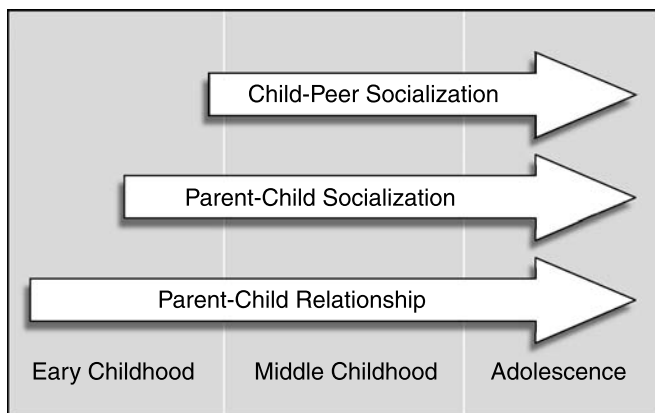 Child-Peer Socialization
Parent-Child Socialization
Parent-Child Relationship
Eary Childhood
Middle Childhood
Adolescence